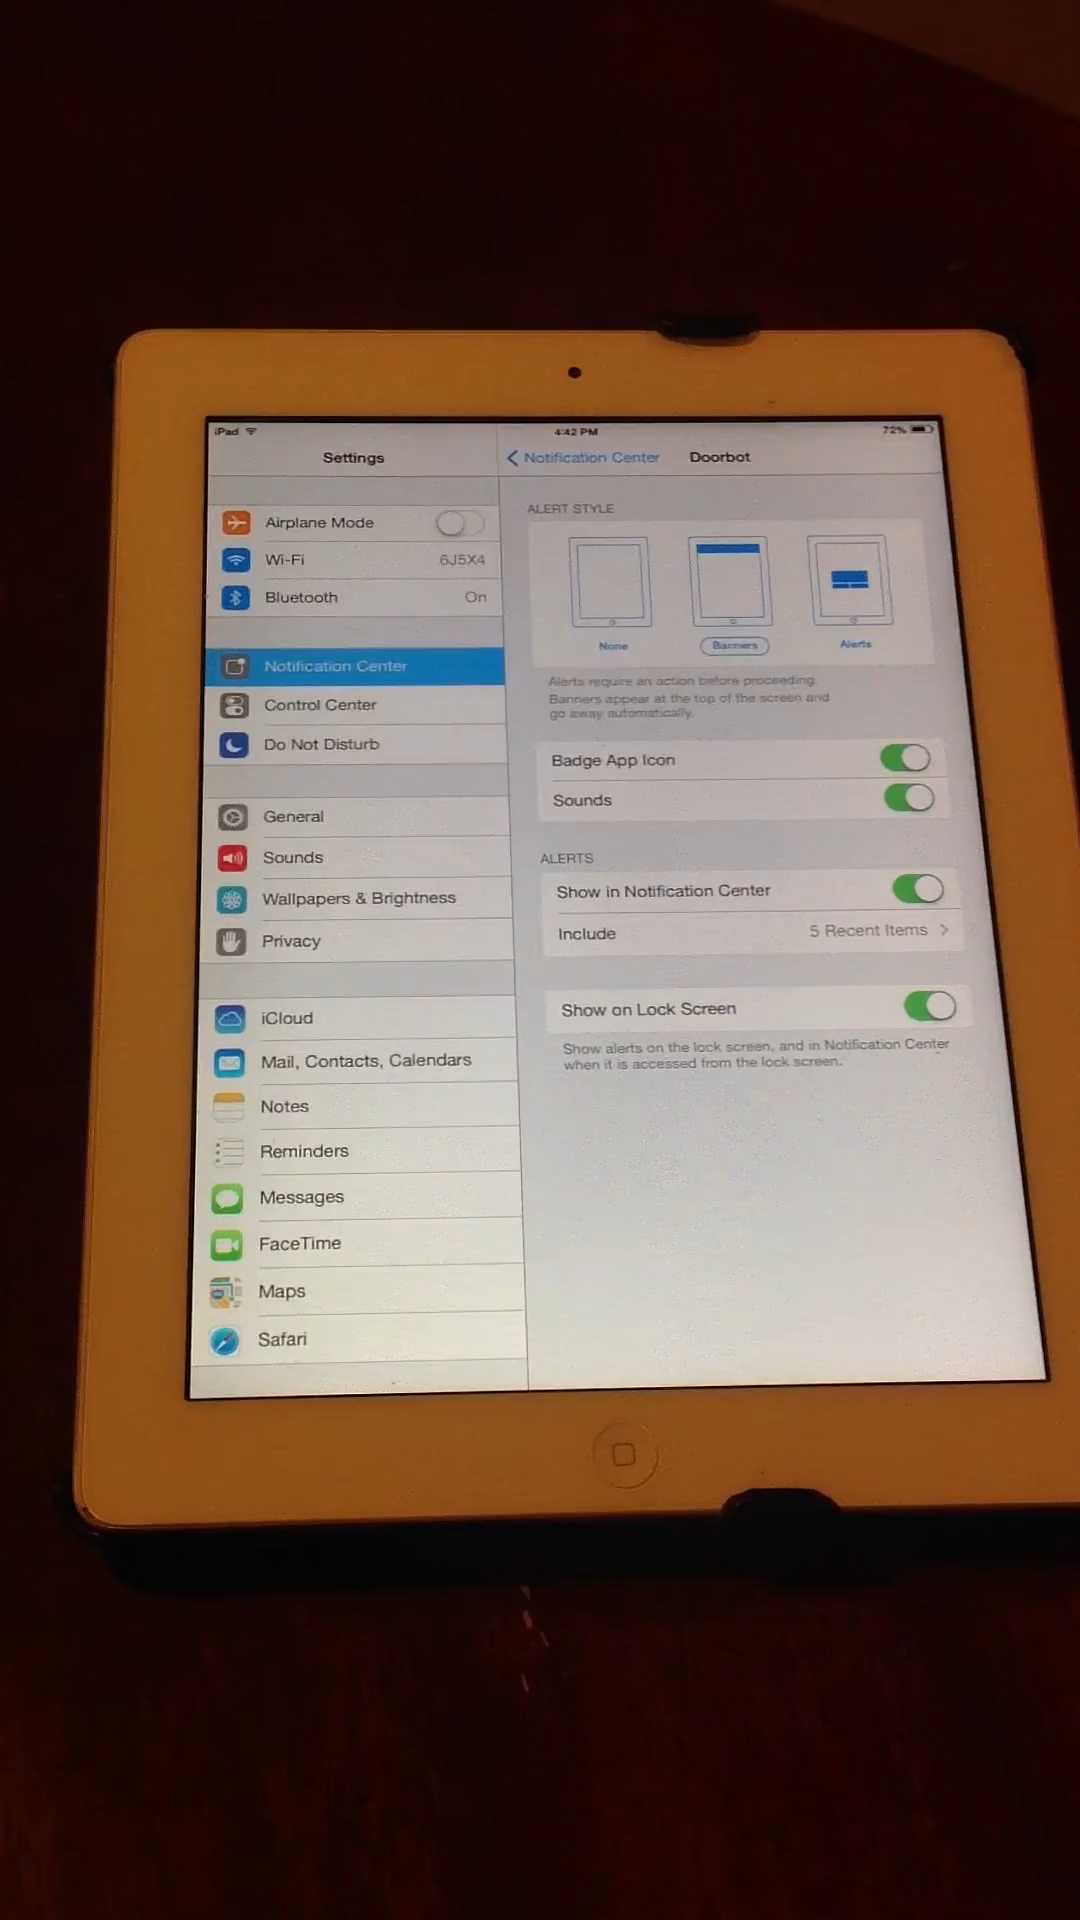 iPad
4:42 PM
72%
Settings
Notification Center
Doorbot
Airplane Mode
Wi-Fi
6J5X4
Bluetooth
On
Notification Center
Control Center
Do Not Disturb
General
Sounds
Wallpapers & Brightness
Privacy
iCloud
Mail, Contacts, Calendars
Notes
Reminders
Messages
FaceTime
Maps
Safari
ALERT STYLE
None
Banners
Alerts
Alerts require an action before proceeding.
Banners appear at the top of the screen and
go away automatically.
Badge App Icon
Sounds
ALERTS
Show in Notification Center
Include
5 Recent Items
Show on Lock Screen
Show alerts on the lock screen, and in Notification Center
when it is accessed from the lock screen.